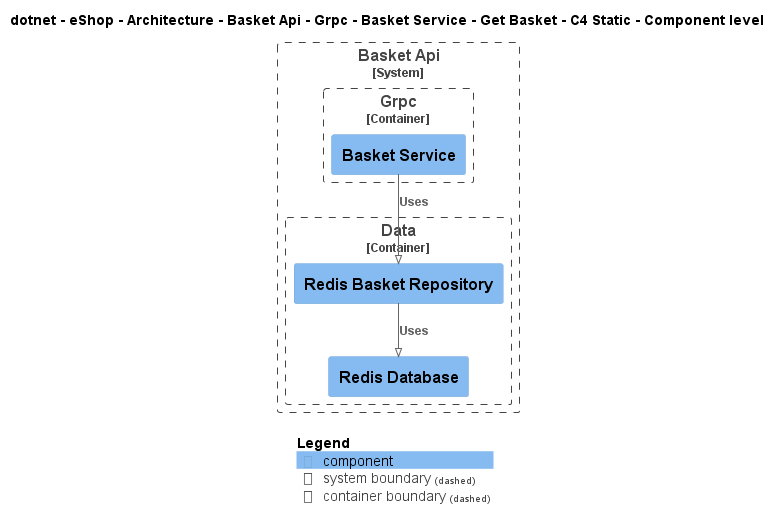 dotnet - eShop - Architecture - Basket Api - Grpc - Basket Service - Get Basket - C4 Static - Component level
Basket Api
[System]
Grpc
[Container]
Basket Service
Uses
Data
[Container]
Redis Basket Repository
Uses
Redis Database
Legend
component
system boundary (dashed)
container boundary (dashed)